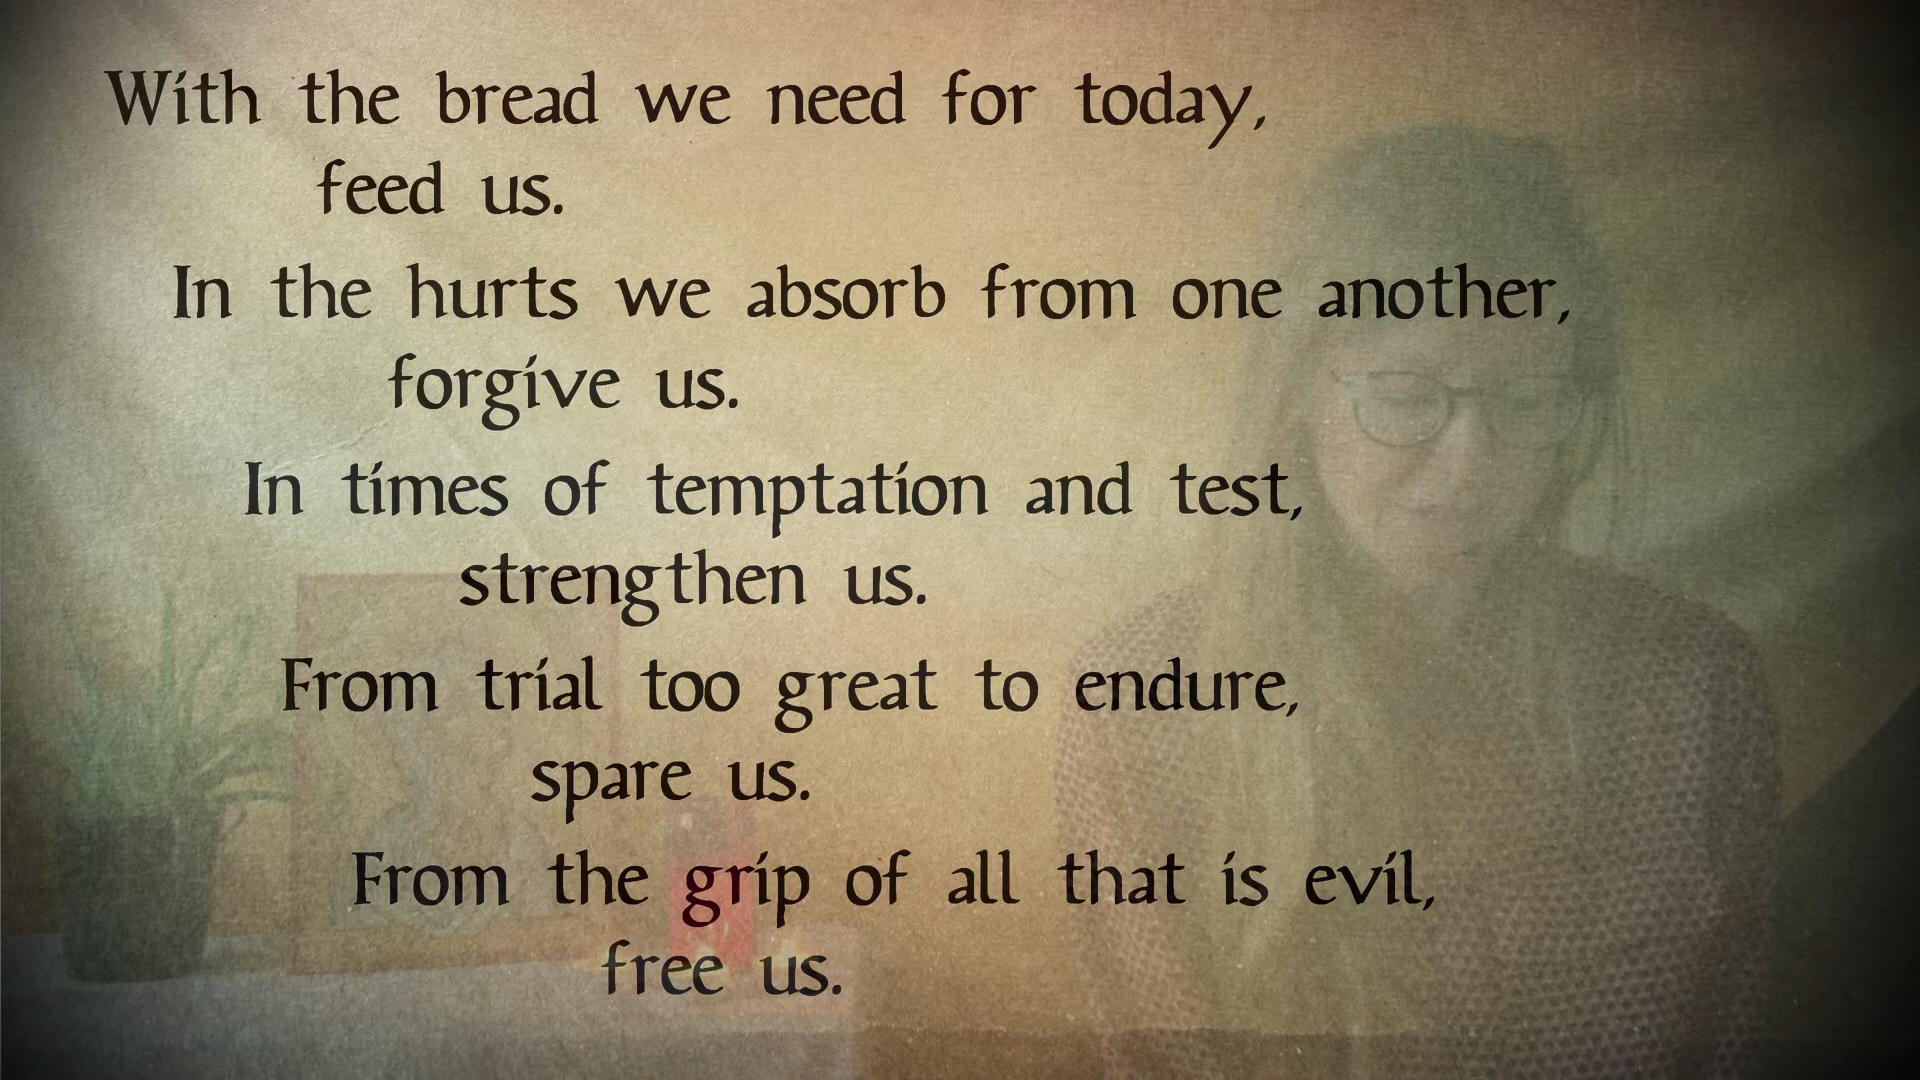 With the bread we need for today,
feed us.
In the hurts we absorb from one another,
forgive us.
In times of temptation and test,
strengthen us.
From trial too great to endure,
spare us.
From the grip of all that is evil,
free us.